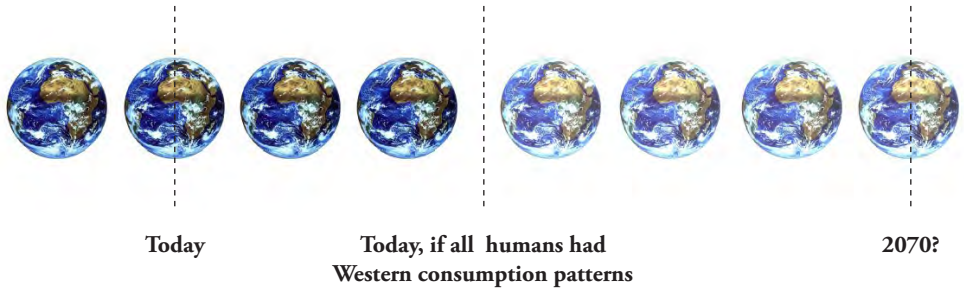 Today
Today, if all humans had
Western consumption patterns
2070?